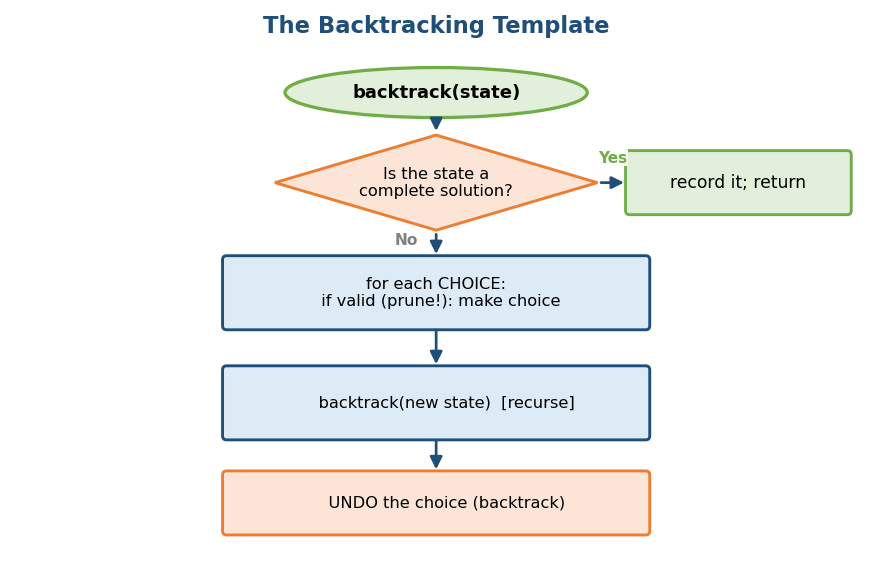 The Backtracking Template
backtrack(state)
Is the state a
complete solution?
Yes
record it; return
No
for each CHOICE:
if valid (prune!): make choice
backtrack(new state)  [recurse]
UNDO the choice (backtrack)